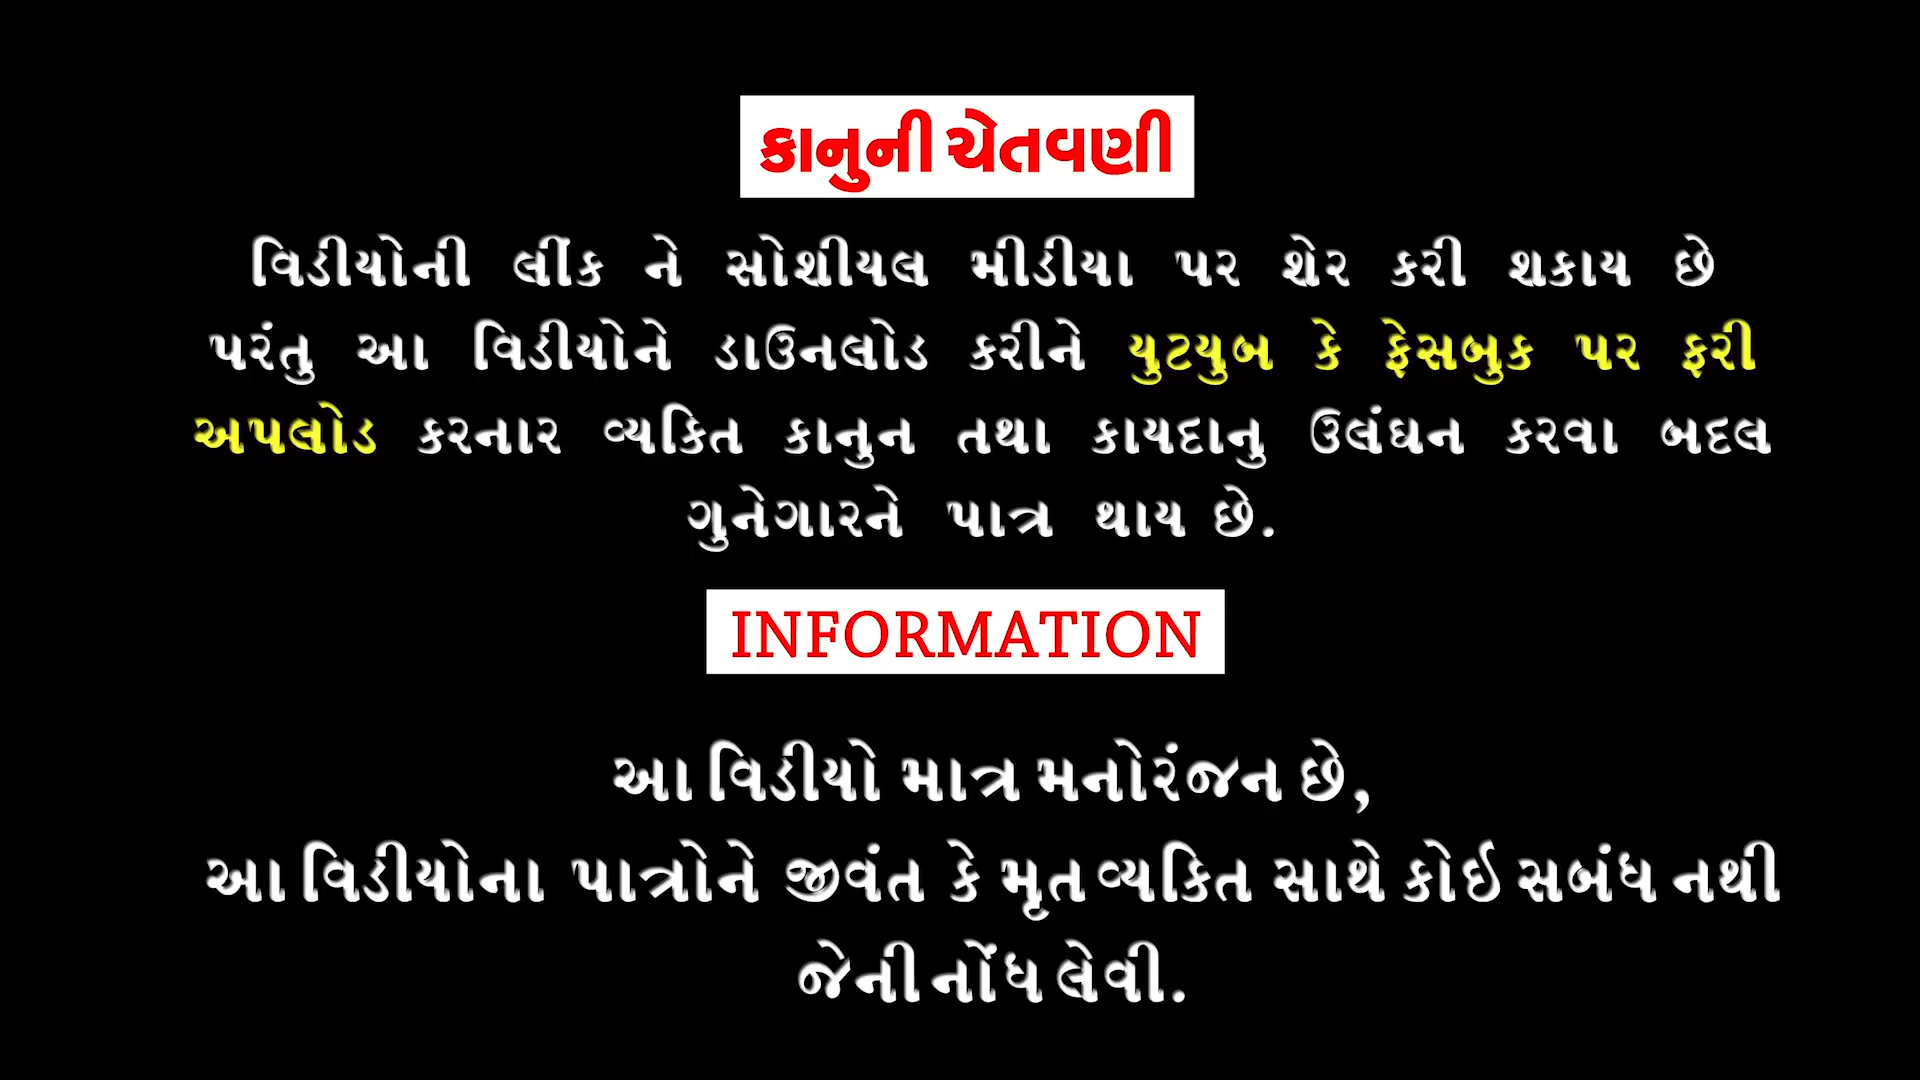 કાનુની ચેતવણી
વિડીયોની લીંક ને સોશીયલ મીડીયા પર શેર કરી શકાય છે
પરંતુ આ વિડીયોને ડાઉનલોડ કરીને યુટયુબ કે ફેસબુક પર ફરી
અપલોડ કરનાર વ્યકિત કાનુન તથા કાયદાનુ ઉલંઘન કરવા બદલ
ગુનેગારને પાત્ર થાય છે.
INFORMATION
આ વિડીયો માત્ર મનોરંજન છે,
આ વિડીયોના પાત્રોને જીવંત કે મૃત વ્યકિત સાથે કોઇ સબંધ નથી
જેની નોંધ લેવી.